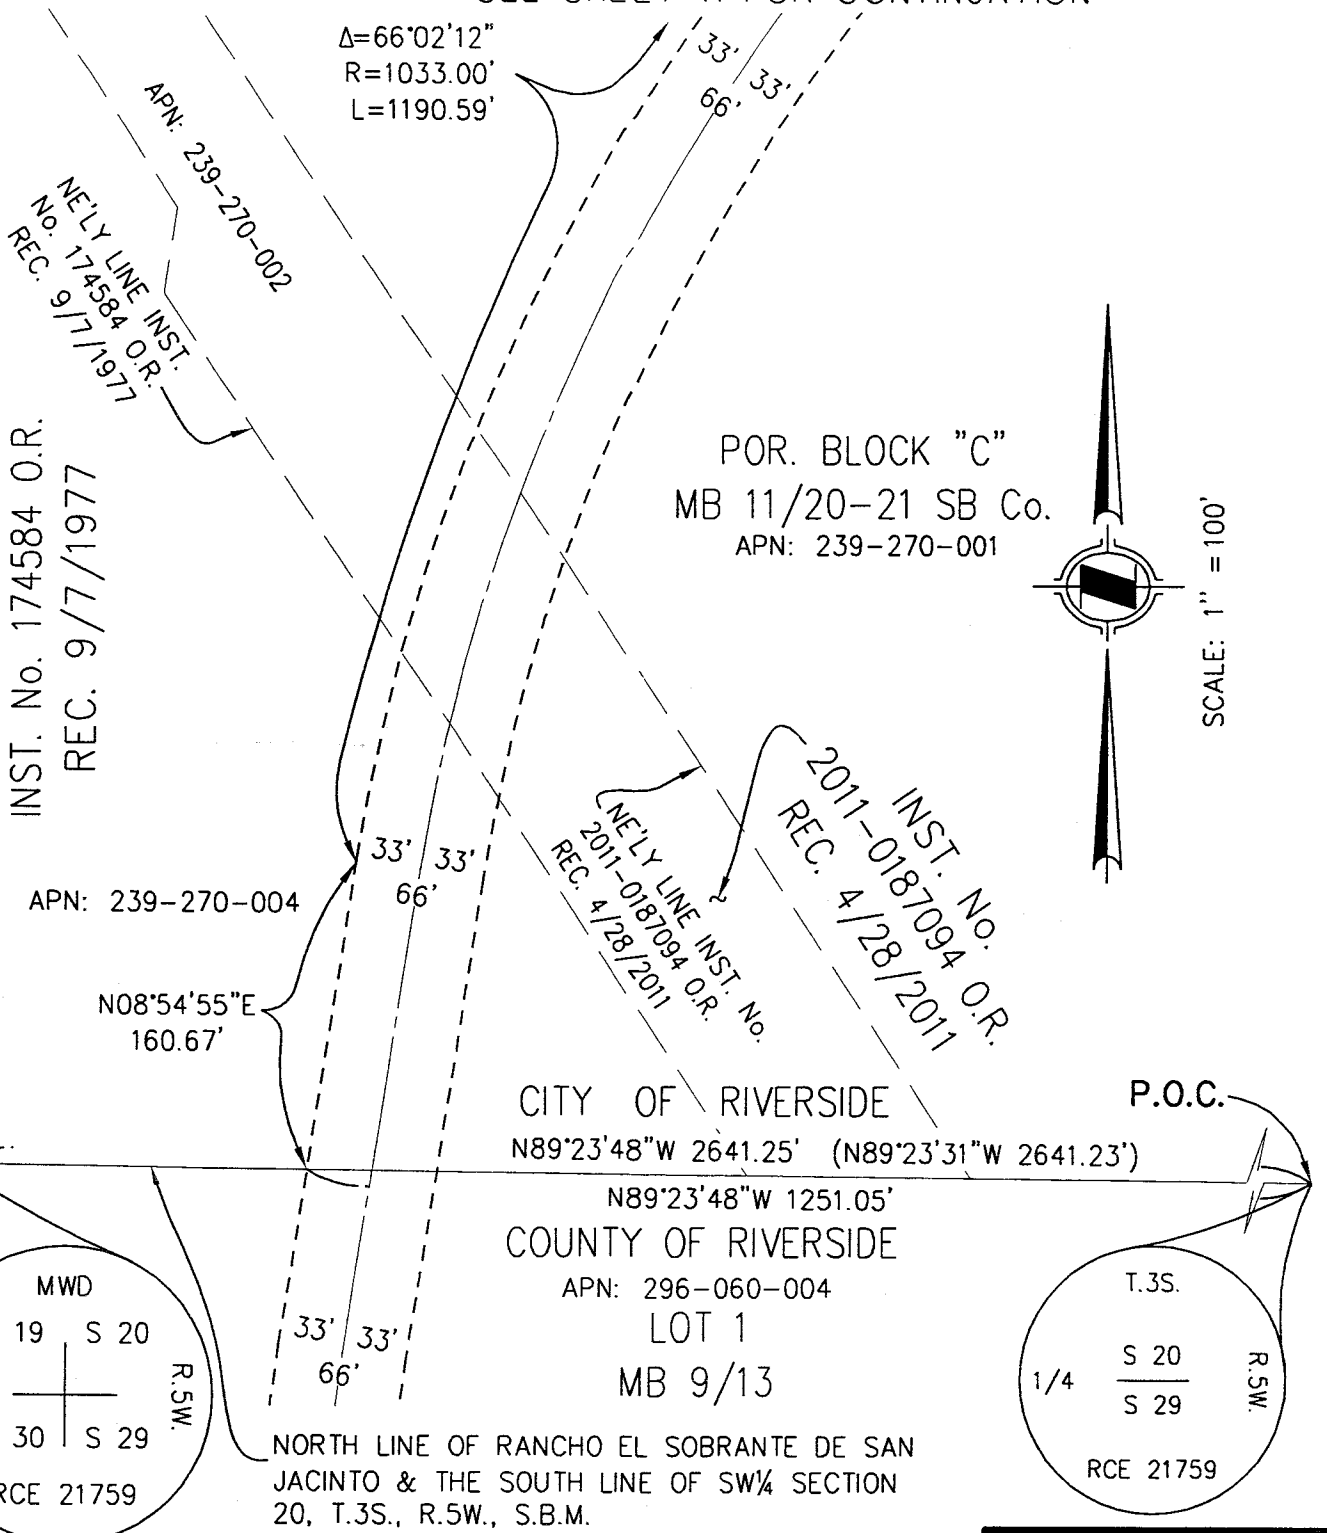 Δ=66°02'12"
R=1033.00'
L=1190.59'
33'
33'
66'
APN: 239-270-002
NE'LY LINE INST.
No. 174584 O.R.
REC. 9/7/1977
INST. No. 174584 O.R.
REC. 9/7/1977
POR. BLOCK "C"
MB 11/20-21 SB Co.
APN: 239-270-001
SCALE: 1" = 100'
33'
33'
66'
APN: 239-270-004
NE'LY LINE INST. No.
2011-0187094 O.R.
REC. 4/28/2011
INST. No.
2011-0187094 O.R.
REC. 4/28/2011
N08°54'55"E
160.67'
CITY OF RIVERSIDE
P.O.C.
N89°23'48"W 2641.25' (N89°23'31"W 2641.23')
N89°23'48"W 1251.05'
COUNTY OF RIVERSIDE
APN: 296-060-004
LOT 1
MB 9/13
33'
33'
66'
MWD
19 S 20
R.5W.
30 S 29
RCE 21759
T.3S.
S 20
1/4
R.5W.
S 29
RCE 21759
NORTH LINE OF RANCHO EL SOBRANTE DE SAN
JACINTO & THE SOUTH LINE OF SW¼ SECTION
20, T.3S., R.5W., S.B.M.